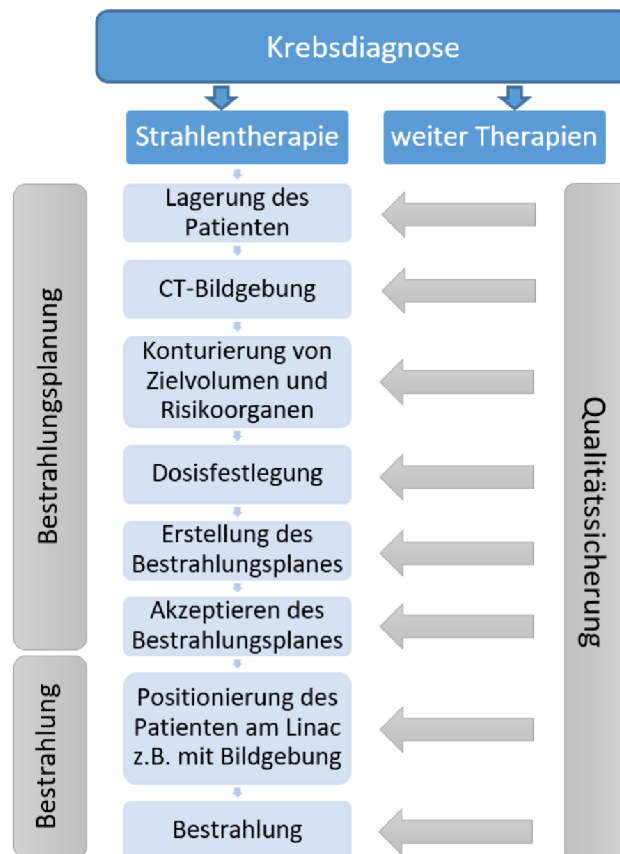 Krebsdiagnose
Strahlentherapie
weiter Therapien
Lagerung des
Patienten
CT-Bildgebung
Konturierung von
Zielvolumen und
Risikoorganen
Dosisfestlegung
Erstellung des
Bestrahlungsplanes
Akzeptieren des
Bestrahlungsplanes
Positionierung des
Patienten am Linac
z.B. mit Bildgebung
Bestrahlung
Bestrahlungsplanung
Bestrahlung
Qualitätssicherung